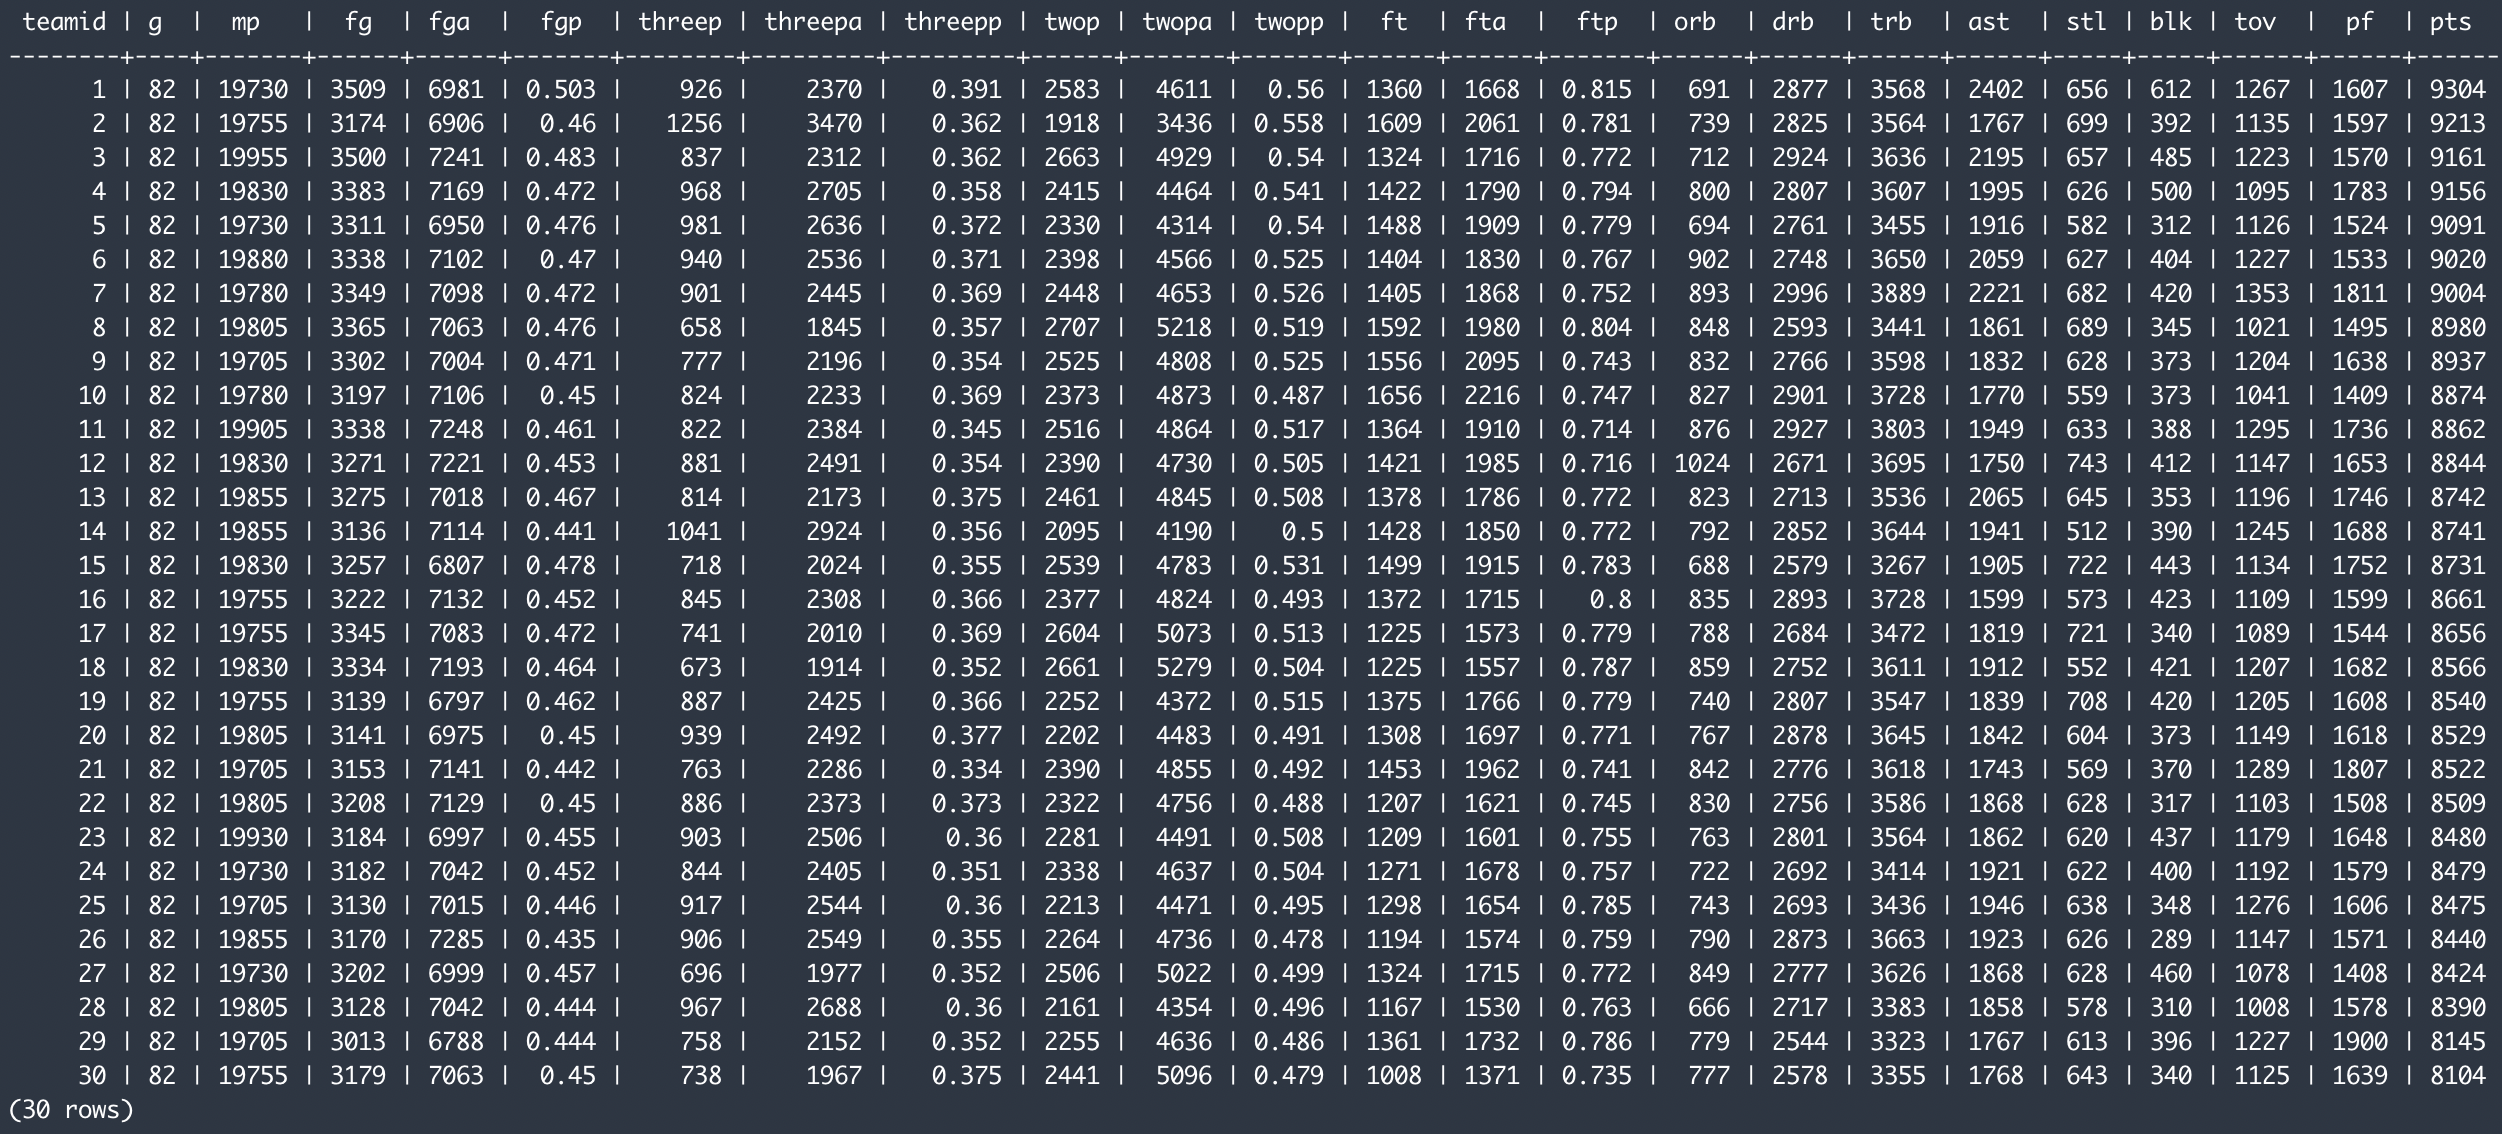 teamid | g | mp | fg | fga | fgp | threep | threepa | threepp | twop | twopa | twopp | ft | fta | ftp | orb | drb | trb | ast | stl | blk | tov | pf | pts
--------+----+-------+------+------+-------+--------+---------+---------+------+-------+-------+------+------+-------+------+------+------+------+-----+-----+------+------+------
1 | 82 | 19730 | 3509 | 6981 | 0.503 | 926 | 2370 | 0.391 | 2583 | 4611 | 0.56 | 1360 | 1668 | 0.815 | 691 | 2877 | 3568 | 2402 | 656 | 612 | 1267 | 1607 | 9304
2 | 82 | 19755 | 3174 | 6906 | 0.46 | 1256 | 3470 | 0.362 | 1918 | 3436 | 0.558 | 1609 | 2061 | 0.781 | 739 | 2825 | 3564 | 1767 | 699 | 392 | 1135 | 1597 | 9213
3 | 82 | 19955 | 3500 | 7241 | 0.483 | 837 | 2312 | 0.362 | 2663 | 4929 | 0.54 | 1324 | 1716 | 0.772 | 712 | 2924 | 3636 | 2195 | 657 | 485 | 1223 | 1570 | 9161
4 | 82 | 19830 | 3383 | 7169 | 0.472 | 968 | 2705 | 0.358 | 2415 | 4464 | 0.541 | 1422 | 1790 | 0.794 | 800 | 2807 | 3607 | 1995 | 626 | 500 | 1095 | 1783 | 9156
5 | 82 | 19730 | 3311 | 6950 | 0.476 | 981 | 2636 | 0.372 | 2330 | 4314 | 0.54 | 1488 | 1909 | 0.779 | 694 | 2761 | 3455 | 1916 | 582 | 312 | 1126 | 1524 | 9091
6 | 82 | 19880 | 3338 | 7102 | 0.47 | 940 | 2536 | 0.371 | 2398 | 4566 | 0.525 | 1404 | 1830 | 0.767 | 902 | 2748 | 3650 | 2059 | 627 | 404 | 1227 | 1533 | 9020
7 | 82 | 19780 | 3349 | 7098 | 0.472 | 901 | 2445 | 0.369 | 2448 | 4653 | 0.526 | 1405 | 1868 | 0.752 | 893 | 2996 | 3889 | 2221 | 682 | 420 | 1353 | 1811 | 9004
8 | 82 | 19805 | 3365 | 7063 | 0.476 | 658 | 1845 | 0.357 | 2707 | 5218 | 0.519 | 1592 | 1980 | 0.804 | 848 | 2593 | 3441 | 1861 | 689 | 345 | 1021 | 1495 | 8980
9 | 82 | 19705 | 3302 | 7004 | 0.471 | 777 | 2196 | 0.354 | 2525 | 4808 | 0.525 | 1556 | 2095 | 0.743 | 832 | 2766 | 3598 | 1832 | 628 | 373 | 1204 | 1638 | 8937
10 | 82 | 19780 | 3197 | 7106 | 0.45 | 824 | 2233 | 0.369 | 2373 | 4873 | 0.487 | 1656 | 2216 | 0.747 | 827 | 2901 | 3728 | 1770 | 559 | 373 | 1041 | 1409 | 8874
11 | 82 | 19905 | 3338 | 7248 | 0.461 | 822 | 2384 | 0.345 | 2516 | 4864 | 0.517 | 1364 | 1910 | 0.714 | 876 | 2927 | 3803 | 1949 | 633 | 388 | 1295 | 1736 | 8862
12 | 82 | 19830 | 3271 | 7221 | 0.453 | 881 | 2491 | 0.354 | 2390 | 4730 | 0.505 | 1421 | 1985 | 0.716 | 1024 | 2671 | 3695 | 1750 | 743 | 412 | 1147 | 1653 | 8844
13 | 82 | 19855 | 3275 | 7018 | 0.467 | 814 | 2173 | 0.375 | 2461 | 4845 | 0.508 | 1378 | 1786 | 0.772 | 823 | 2713 | 3536 | 2065 | 645 | 353 | 1196 | 1746 | 8742
14 | 82 | 19855 | 3136 | 7114 | 0.441 | 1041 | 2924 | 0.356 | 2095 | 4190 | 0.5 | 1428 | 1850 | 0.772 | 792 | 2852 | 3644 | 1941 | 512 | 390 | 1245 | 1688 | 8741
15 | 82 | 19830 | 3257 | 6807 | 0.478 | 718 | 2024 | 0.355 | 2539 | 4783 | 0.531 | 1499 | 1915 | 0.783 | 688 | 2579 | 3267 | 1905 | 722 | 443 | 1134 | 1752 | 8731
16 | 82 | 19755 | 3222 | 7132 | 0.452 | 845 | 2308 | 0.366 | 2377 | 4824 | 0.493 | 1372 | 1715 | 0.8 | 835 | 2893 | 3728 | 1599 | 573 | 423 | 1109 | 1599 | 8661
17 | 82 | 19755 | 3345 | 7083 | 0.472 | 741 | 2010 | 0.369 | 2604 | 5073 | 0.513 | 1225 | 1573 | 0.779 | 788 | 2684 | 3472 | 1819 | 721 | 340 | 1089 | 1544 | 8656
18 | 82 | 19830 | 3334 | 7193 | 0.464 | 673 | 1914 | 0.352 | 2661 | 5279 | 0.504 | 1225 | 1557 | 0.787 | 859 | 2752 | 3611 | 1912 | 552 | 421 | 1207 | 1682 | 8566
19 | 82 | 19755 | 3139 | 6797 | 0.462 | 887 | 2425 | 0.366 | 2252 | 4372 | 0.515 | 1375 | 1766 | 0.779 | 740 | 2807 | 3547 | 1839 | 708 | 420 | 1205 | 1608 | 8540
20 | 82 | 19805 | 3141 | 6975 | 0.45 | 939 | 2492 | 0.377 | 2202 | 4483 | 0.491 | 1308 | 1697 | 0.771 | 767 | 2878 | 3645 | 1842 | 604 | 373 | 1149 | 1618 | 8529
21 | 82 | 19705 | 3153 | 7141 | 0.442 | 763 | 2286 | 0.334 | 2390 | 4855 | 0.492 | 1453 | 1962 | 0.741 | 842 | 2776 | 3618 | 1743 | 569 | 370 | 1289 | 1807 | 8522
22 | 82 | 19805 | 3208 | 7129 | 0.45 | 886 | 2373 | 0.373 | 2322 | 4756 | 0.488 | 1207 | 1621 | 0.745 | 830 | 2756 | 3586 | 1868 | 628 | 317 | 1103 | 1508 | 8509
23 | 82 | 19930 | 3184 | 6997 | 0.455 | 903 | 2506 | 0.36 | 2281 | 4491 | 0.508 | 1209 | 1601 | 0.755 | 763 | 2801 | 3564 | 1862 | 620 | 437 | 1179 | 1648 | 8480
24 | 82 | 19730 | 3182 | 7042 | 0.452 | 844 | 2405 | 0.351 | 2338 | 4637 | 0.504 | 1271 | 1678 | 0.757 | 722 | 2692 | 3414 | 1921 | 622 | 400 | 1192 | 1579 | 8479
25 | 82 | 19705 | 3130 | 7015 | 0.446 | 917 | 2544 | 0.36 | 2213 | 4471 | 0.495 | 1298 | 1654 | 0.785 | 743 | 2693 | 3436 | 1946 | 638 | 348 | 1276 | 1606 | 8475
26 | 82 | 19855 | 3170 | 7285 | 0.435 | 906 | 2549 | 0.355 | 2264 | 4736 | 0.478 | 1194 | 1574 | 0.759 | 790 | 2873 | 3663 | 1923 | 626 | 289 | 1147 | 1571 | 8440
27 | 82 | 19730 | 3202 | 6999 | 0.457 | 696 | 1977 | 0.352 | 2506 | 5022 | 0.499 | 1324 | 1715 | 0.772 | 849 | 2777 | 3626 | 1868 | 628 | 460 | 1078 | 1408 | 8424
28 | 82 | 19805 | 3128 | 7042 | 0.444 | 967 | 2688 | 0.36 | 2161 | 4354 | 0.496 | 1167 | 1530 | 0.763 | 666 | 2717 | 3383 | 1858 | 578 | 310 | 1008 | 1578 | 8390
29 | 82 | 19705 | 3013 | 6788 | 0.444 | 758 | 2152 | 0.352 | 2255 | 4636 | 0.486 | 1361 | 1732 | 0.786 | 779 | 2544 | 3323 | 1767 | 613 | 396 | 1227 | 1900 | 8145
30 | 82 | 19755 | 3179 | 7063 | 0.45 | 738 | 1967 | 0.375 | 2441 | 5096 | 0.479 | 1008 | 1371 | 0.735 | 777 | 2578 | 3355 | 1768 | 643 | 340 | 1125 | 1639 | 8104
(30 rows)